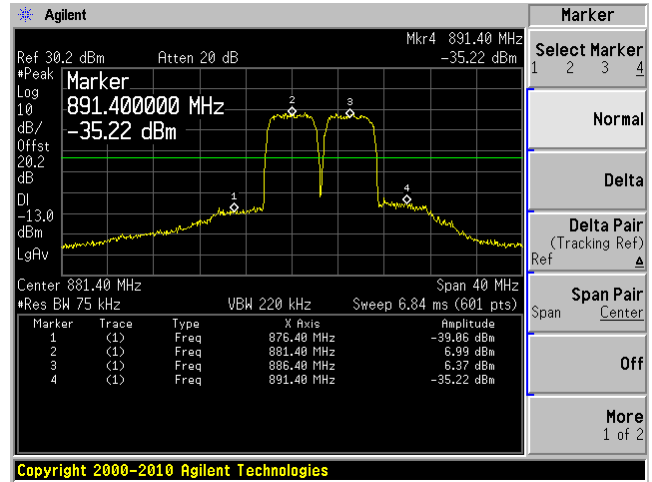 Agilent
Marker
Mkr4 891.40 MHz
Ref 30.2 dBm Atten 20 dB -35.22 dBm
#Peak
Log
10
dB/
Offst
20.2
dB
DI
-13.0
dBm
LgAv
Marker
891.400000 MHz
-35.22 dBm
1
2
3
4
Center 881.40 MHz Span 40 MHz
#Res BW 75 kHz VBW 220 kHz Sweep 6.84 ms (601 pts)
Marker Trace Type X Axis Amplitude
1 (1) Freq 876.40 MHz -39.06 dBm
2 (1) Freq 881.40 MHz 6.99 dBm
3 (1) Freq 886.40 MHz 6.37 dBm
4 (1) Freq 891.40 MHz -35.22 dBm
Select Marker
1 2 3 4
Normal
Delta
Delta Pair
(Tracking Ref)
Ref Δ
Span Pair
Span Center
Off
More
1 of 2
Copyright 2000-2010 Agilent Technologies